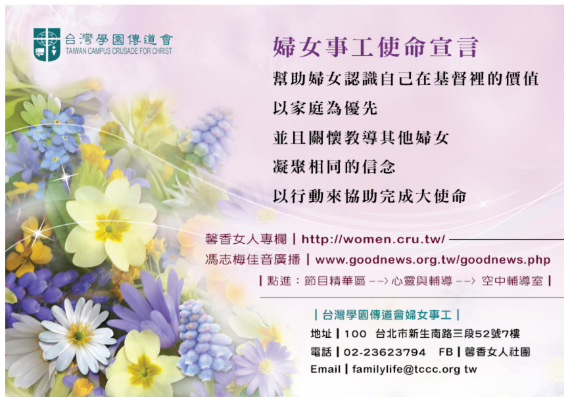 台灣學園傳道會
TAIWAN CAMPUS CRUSADE FOR CHRIST
婦女事工使命宣言
幫助婦女認識自己在基督裡的價值
以家庭為優先
並且關懷教導其他婦女
凝聚相同的信念
以行動來協助完成大使命
馨香女人專欄┃http://women.cru.tw/
馮志梅佳音廣播┃www.goodnews.org.tw/goodnews.php
┃點進：節目精華區 --> 心靈與輔導 --> 空中輔導室┃
┃台灣學園傳道會婦女事工┃
地址┃100 台北市新生南路三段52號7樓
電話┃02-23623794 FB┃馨香女人社團
Email┃familylife@tccc.org tw